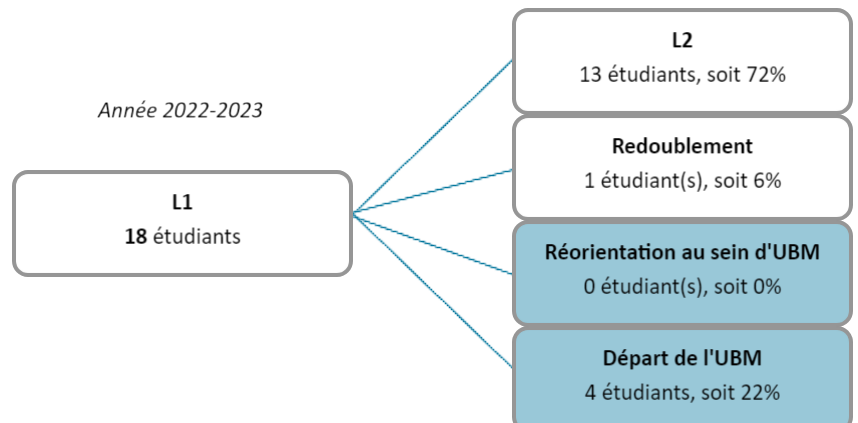 Année 2022-2023
L1
18 étudiants
L2
13 étudiants, soit 72%
Redoublement
1 étudiant(s), soit 6%
Réorientation au sein d'UBM
0 étudiant(s), soit 0%
Départ de l'UBM
4 étudiants, soit 22%